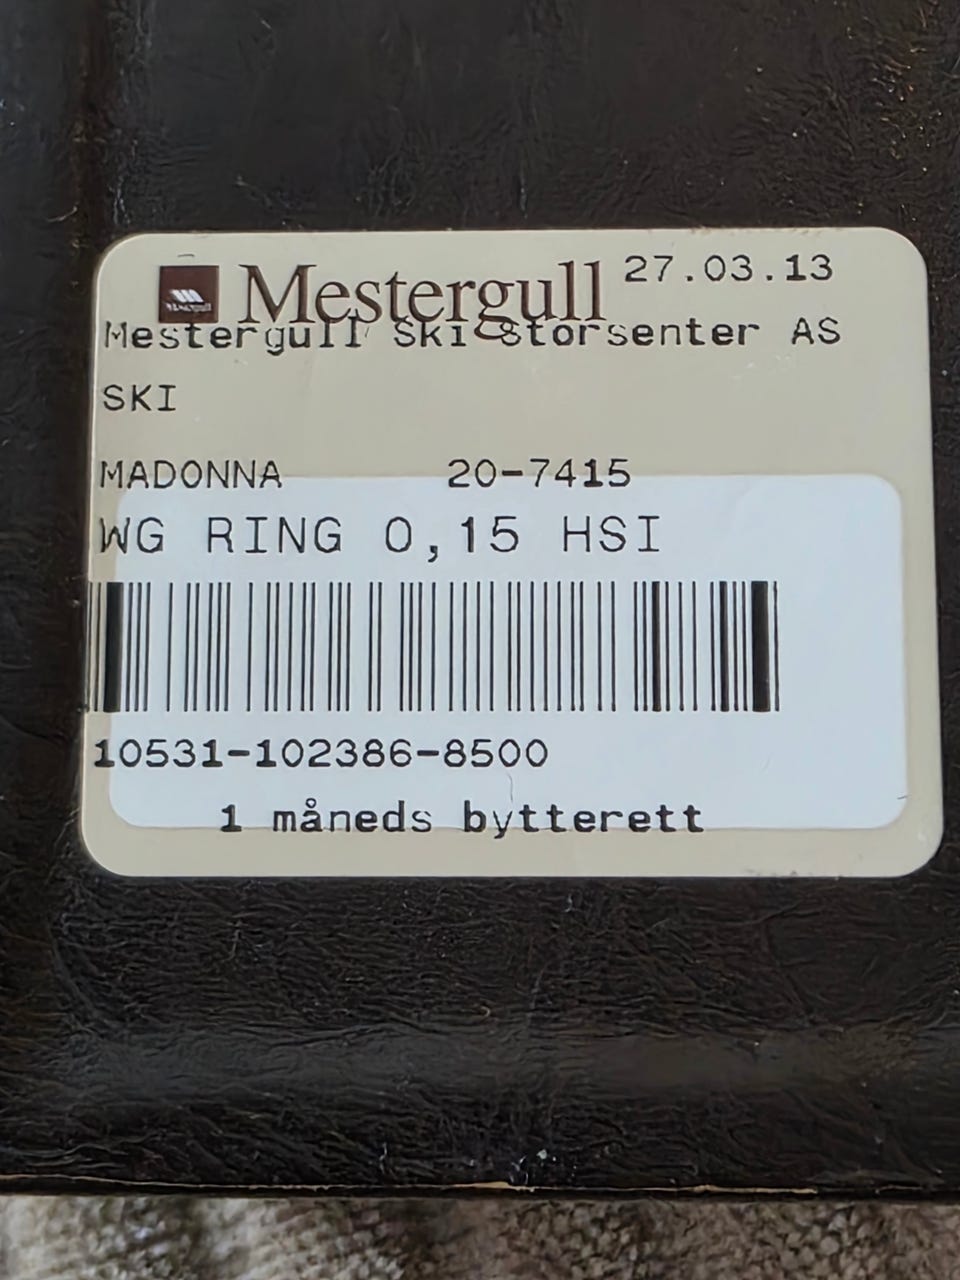 Mestergull 27.03.13
Mestergull Ski Storsenter AS
SKI
MADONNA 20-7415
WG RING 0,15 HSI
10531-102386-8500
1 måneds bytterett